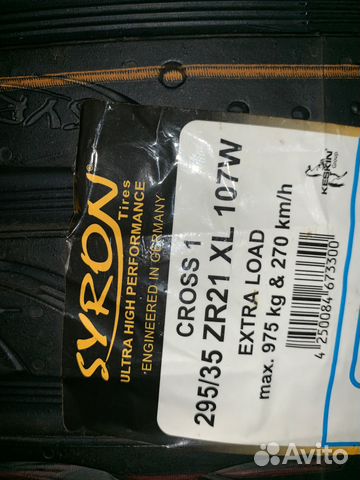 SYRON
Tires
ULTRA HIGH PERFORMANCE
ENGINEERED IN GERMANY
CROSS 1
295/35 ZR21 XL 107W
EXTRA LOAD
max. 975 kg & 270 km/h
KESKIN
Group
4 250084 673300
Avito